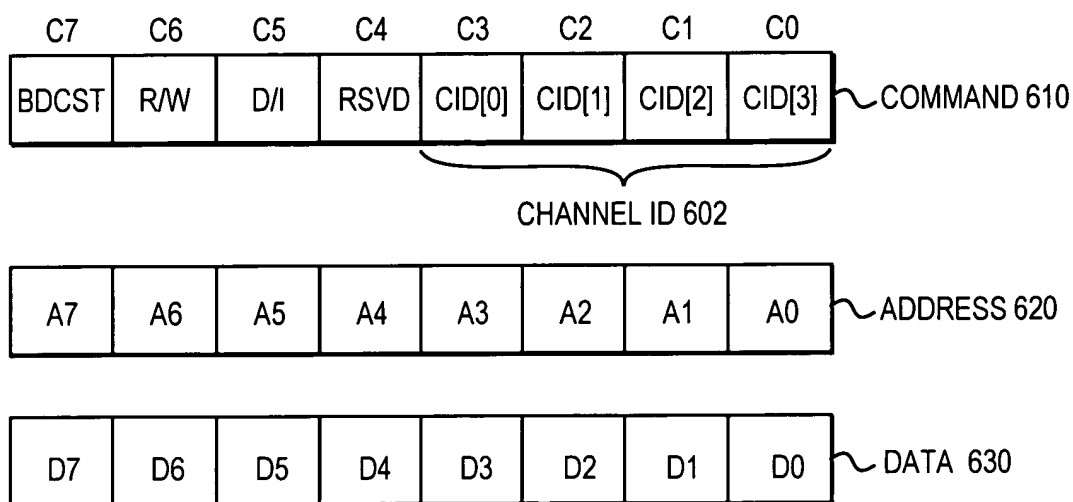 C7 C6 C5 C4 C3 C2 C1 C0
BDCST R/W D/I RSVD CID[0] CID[1] CID[2] CID[3] COMMAND 610
CHANNEL ID 602
A7 A6 A5 A4 A3 A2 A1 A0 ADDRESS 620
D7 D6 D5 D4 D3 D2 D1 D0 DATA 630